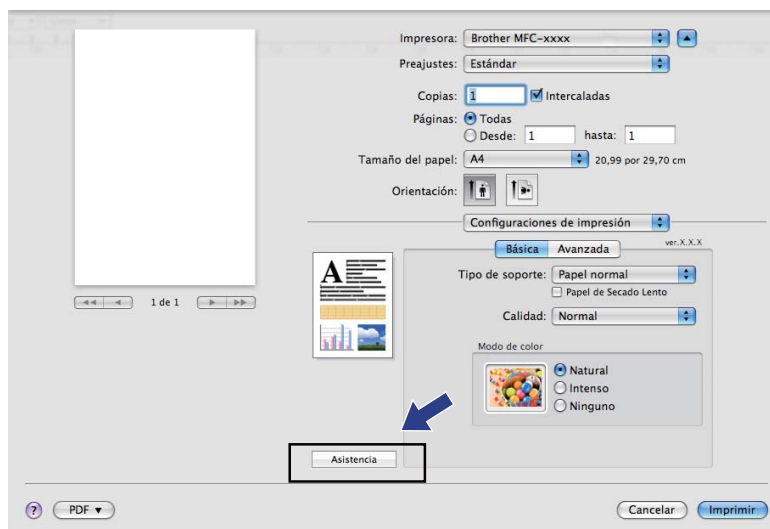 Impresora: Brother MFC-xxxx
Preajustes: Estándar
Copias: 1 Intercaladas
Páginas: Todas
Desde: 1 hasta: 1
Tamaño del papel: A4 20,99 por 29,70 cm
Orientación:
Configuraciones de impresión
Básica Avanzada ver.X.X.X
A
Tipo de soporte: Papel normal
Papel de Secado Lento
1 de 1
Calidad: Normal
Modo de color
Natural
Intenso
Ninguno
Asistencia
? PDF Cancelar Imprimir